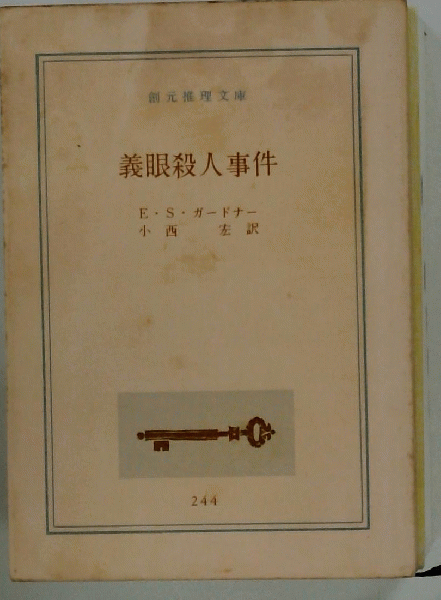 創元推理文庫
義眼殺人事件
E・S・ガードナー
小西 宏訳
244